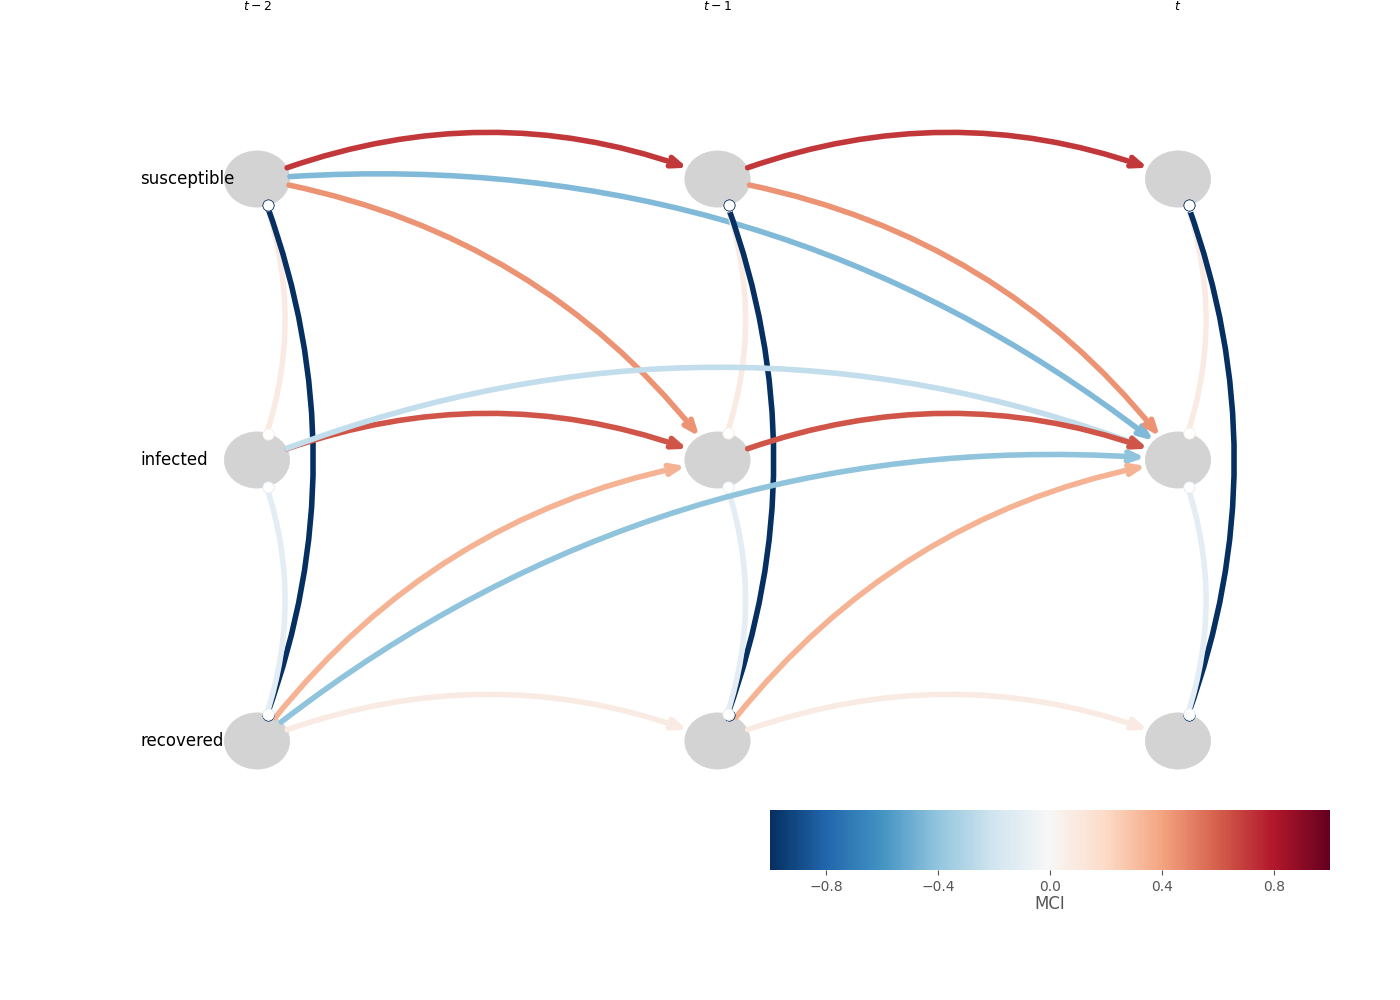 t − 2 t − 1 t
susceptible
infected
recovered
−0.8 −0.4 0.0 0.4 0.8
MCI